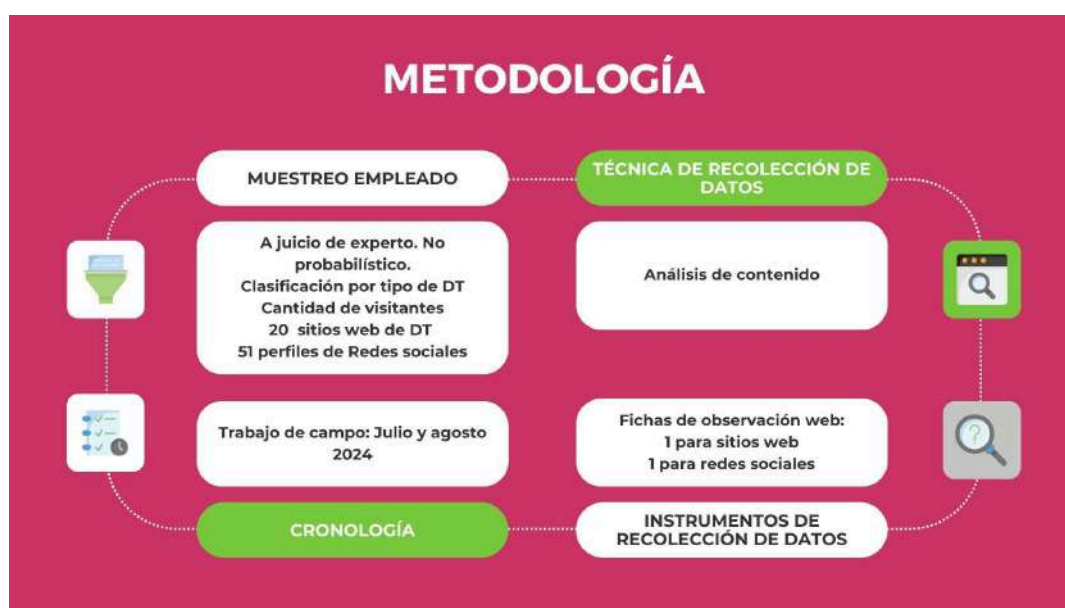 METODOLOGÍA
MUESTREO EMPLEADO
A juicio de experto. No
probabilístico.
Clasificación por tipo de DT
Cantidad de visitantes
20 sitios web de DT
51 perfiles de Redes sociales
TÉCNICA DE RECOLECCIÓN DE
DATOS
Análisis de contenido
Trabajo de campo: Julio y agosto
2024
CRONOLOGÍA
Fichas de observación web:
1 para sitios web
1 para redes sociales
INSTRUMENTOS DE
RECOLECCIÓN DE DATOS